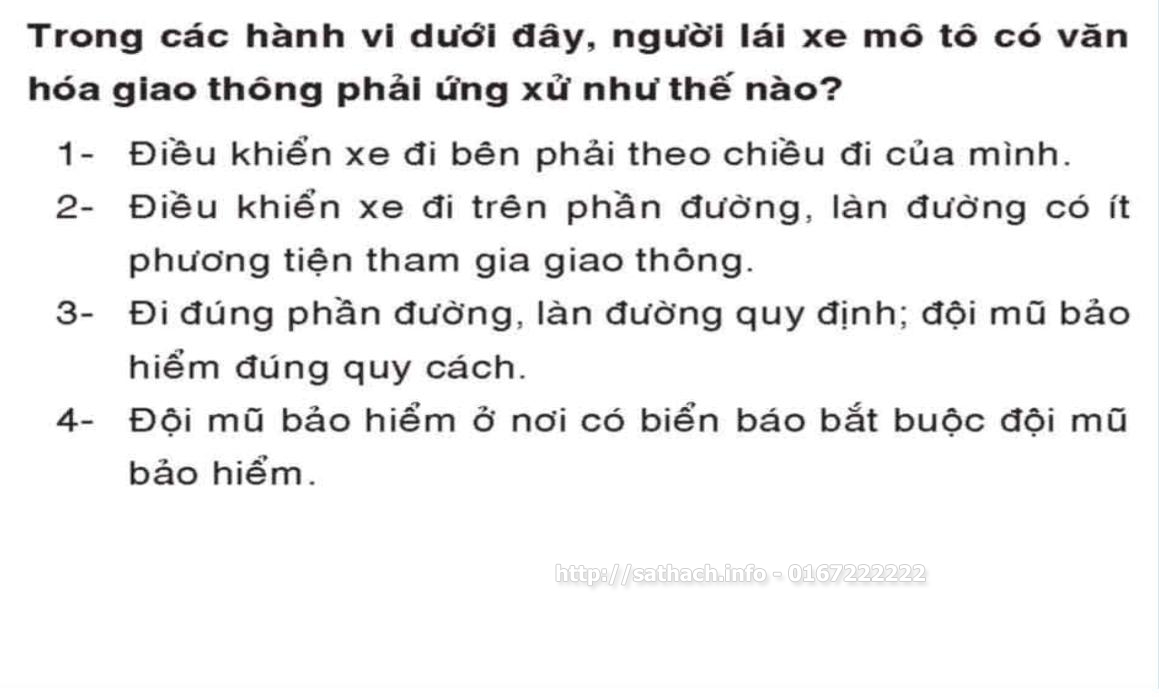 Trong các hành vi dưới đây, người lái xe mô tô có văn
hóa giao thông phải ứng xử như thế nào?
1- Điều khiển xe đi bên phải theo chiều đi của mình.
2- Điều khiển xe đi trên phần đường, làn đường có ít
phương tiện tham gia giao thông.
3- Đi đúng phần đường, làn đường quy định; đội mũ bảo
hiểm đúng quy cách.
4- Đội mũ bảo hiểm ở nơi có biển báo bắt buộc đội mũ
bảo hiểm.
http://sathach.info - 0167222222